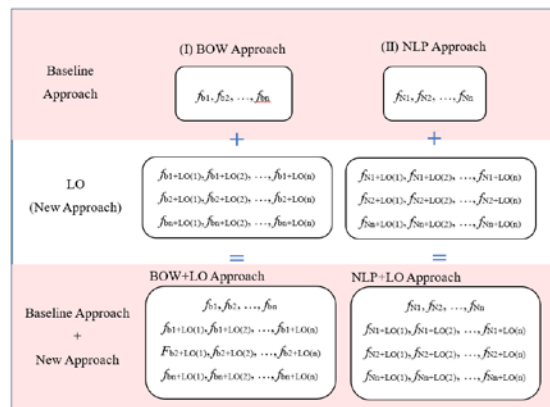 (I) BOW Approach
(II) NLP Approach
Baseline
Approach
fb1, fb2, …, fbn
fN1, fN2, …, fNn
+
+
LO
(New Approach)
fb1+LO(1), fb1+LO(2), …, fb1+LO(n)
fb2+LO(1), fb2+LO(2), …, fb2+LO(n)
fbn+LO(1), fbn+LO(2), …, fbn+LO(n)
fN1+LO(1), fN1+LO(2), …, fN1+LO(n)
fN2+LO(1), fN2+LO(2), …, fN2+LO(n)
fNn+LO(1), fNn+LO(2), …, fNn+LO(n)
=
=
Baseline Approach
+
New Approach
BOW+LO Approach
fb1, fb2, …, fbn
fb1+LO(1), fb1+LO(2), …, fb1+LO(n)
Fb2+LO(1), fb2+LO(2), …, fb2+LO(n)
fbn+LO(1), fbn+LO(2), …, fbn+LO(n)
NLP+LO Approach
fN1, fN2, …, fNn
fN1+LO(1), fN1+LO(2), …, fN1+LO(n)
fN2+LO(1), fN2+LO(2), …, fN2+LO(n)
fNn+LO(1), fNn+LO(2), …, fNn+LO(n)